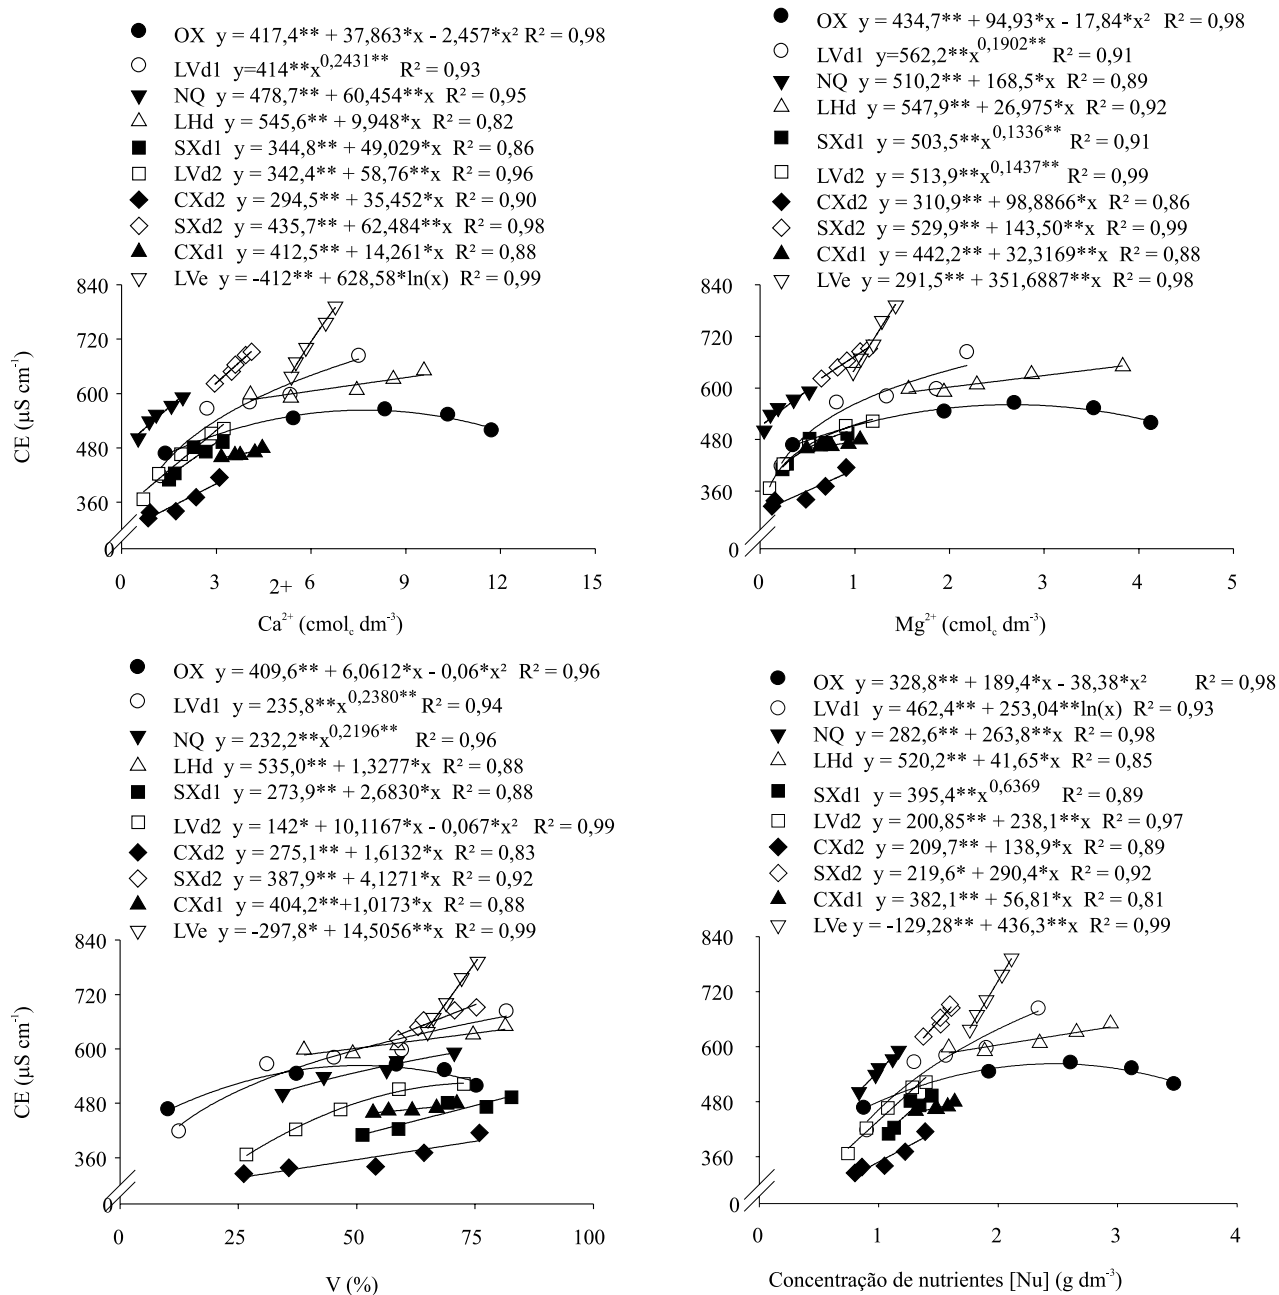 OX y = 417,4** + 37,863*x - 2,457*x² R² = 0,98
LVd1 y=414**x^0,2431** R² = 0,93
NQ y = 478,7** + 60,454**x R² = 0,95
LHd y = 545,6** + 9,948*x R² = 0,82
SXd1 y = 344,8** + 49,029*x R² = 0,86
LVd2 y = 342,4** + 58,76**x R² = 0,96
CXd2 y = 294,5** + 35,452*x R² = 0,90
SXd2 y = 435,7** + 62,484**x R² = 0,98
CXd1 y = 412,5** + 14,261*x R² = 0,88
LVe y = -412** + 628,58*ln(x) R² = 0,99
840
720
600
480
360
0
CE (µS cm⁻¹)
0 3 6 9 12 15
2+
Ca²⁺ (cmol꜀ dm⁻³)
OX y = 434,7** + 94,93*x - 17,84*x² R² = 0,98
LVd1 y=562,2**x^0,1902** R² = 0,91
NQ y = 510,2** + 168,5*x R² = 0,89
LHd y = 547,9** + 26,975*x R² = 0,92
SXd1 y = 503,5**x^0,1336** R² = 0,91
LVd2 y = 513,9**x^0,1437** R² = 0,99
CXd2 y = 310,9** + 98,8866*x R² = 0,86
SXd2 y = 529,9** + 143,50**x R² = 0,99
CXd1 y = 442,2** + 32,3169**x R² = 0,88
LVe y = 291,5** + 351,6887**x R² = 0,98
840
720
600
480
360
0
0 1 2 3 4 5
Mg²⁺ (cmol꜀ dm⁻³)
OX y = 409,6** + 6,0612*x - 0,06*x² R² = 0,96
LVd1 y = 235,8**x^0,2380** R² = 0,94
NQ y = 232,2**x^0,2196** R² = 0,96
LHd y = 535,0** + 1,3277*x R² = 0,88
SXd1 y = 273,9** + 2,6830*x R² = 0,88
LVd2 y = 142* + 10,1167*x - 0,067*x² R² = 0,99
CXd2 y = 275,1** + 1,6132*x R² = 0,83
SXd2 y = 387,9** + 4,1271*x R² = 0,92
CXd1 y = 404,2**+1,0173*x R² = 0,88
LVe y = -297,8* + 14,5056**x R² = 0,99
840
720
600
480
360
0
CE (µS cm⁻¹)
0 25 50 75 100
V (%)
OX y = 328,8** + 189,4*x - 38,38*x² R² = 0,98
LVd1 y = 462,4** + 253,04**ln(x) R² = 0,93
NQ y = 282,6** + 263,8**x R² = 0,98
LHd y = 520,2** + 41,65*x R² = 0,85
SXd1 y = 395,4**x^0,6369 R² = 0,89
LVd2 y = 200,85** + 238,1**x R² = 0,97
CXd2 y = 209,7** + 138,9*x R² = 0,89
SXd2 y = 219,6* + 290,4*x R² = 0,92
CXd1 y = 382,1** + 56,81*x R² = 0,81
LVe y = -129,28** + 436,3**x R² = 0,99
840
720
600
480
360
0
0 1 2 3 4
Concentração de nutrientes [Nu] (g dm⁻³)